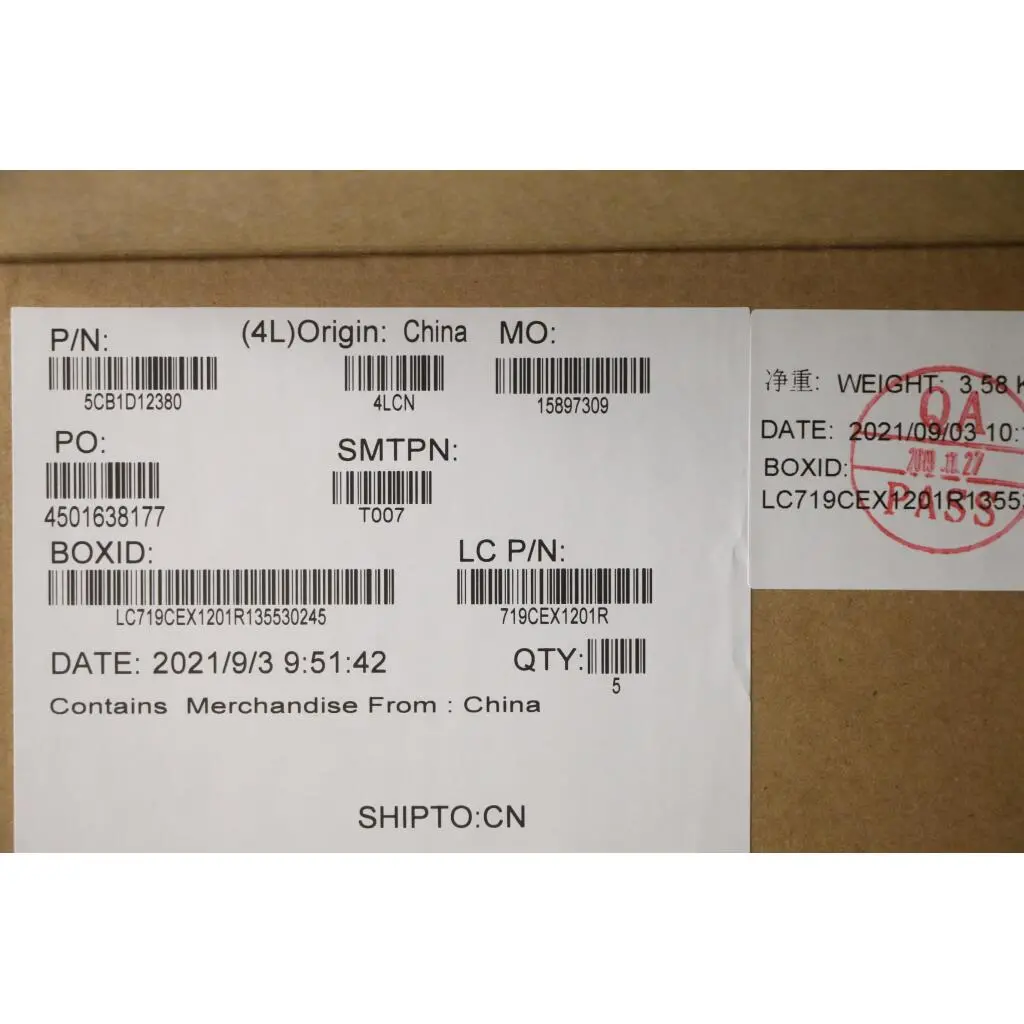 P/N:
(4L)Origin: China
MO:
5CB1D12380
4LCN
15897309
PO:
SMTPN:
4501638177
T007
BOXID:
LC P/N:
LC719CEX1201R135530245
719CEX1201R
DATE: 2021/9/3 9:51:42
QTY:
5
Contains Merchandise From : China
SHIPTO:CN
净重: WEIGHT: 3.58 K
DATE: 2021/09/03 10:
BOXID:
LC719CEX1201R1355
QA
PASS